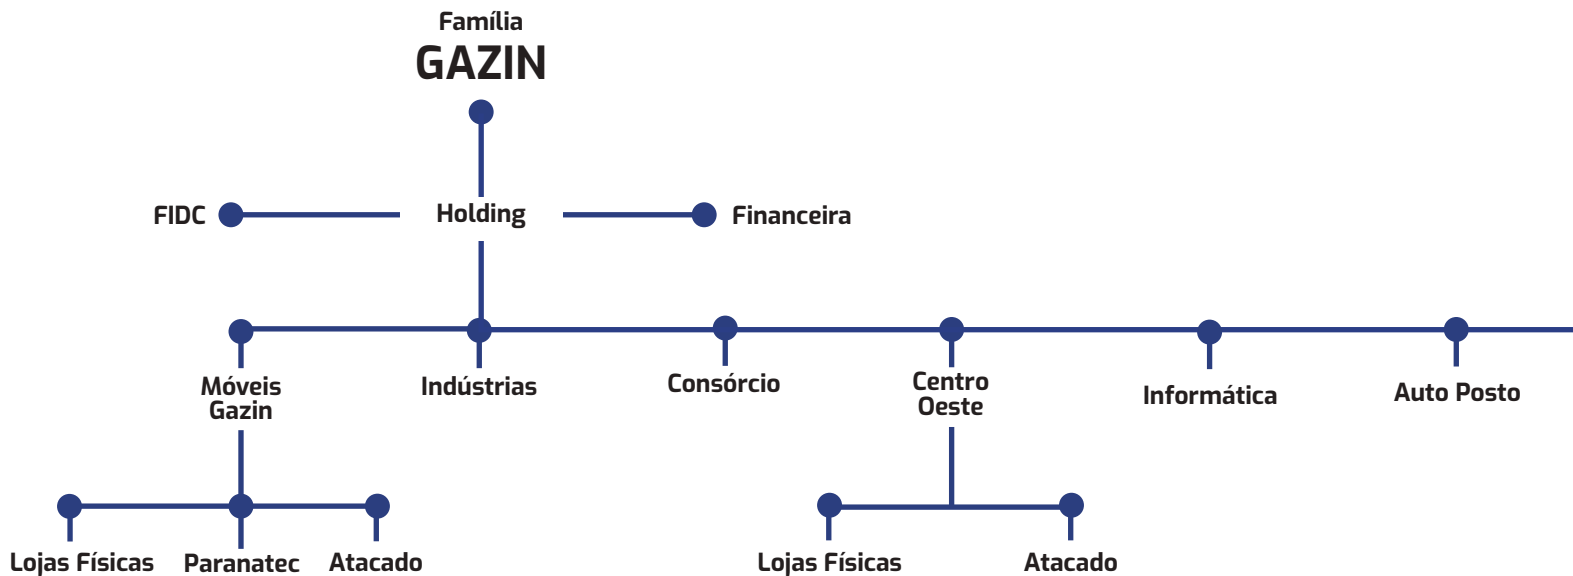 Família
GAZIN
FIDC
Holding
Financeira
Móveis
Gazin
Indústrias
Consórcio
Centro
Oeste
Informática
Auto Posto
Lojas Físicas
Paranatec
Atacado
Lojas Físicas
Atacado